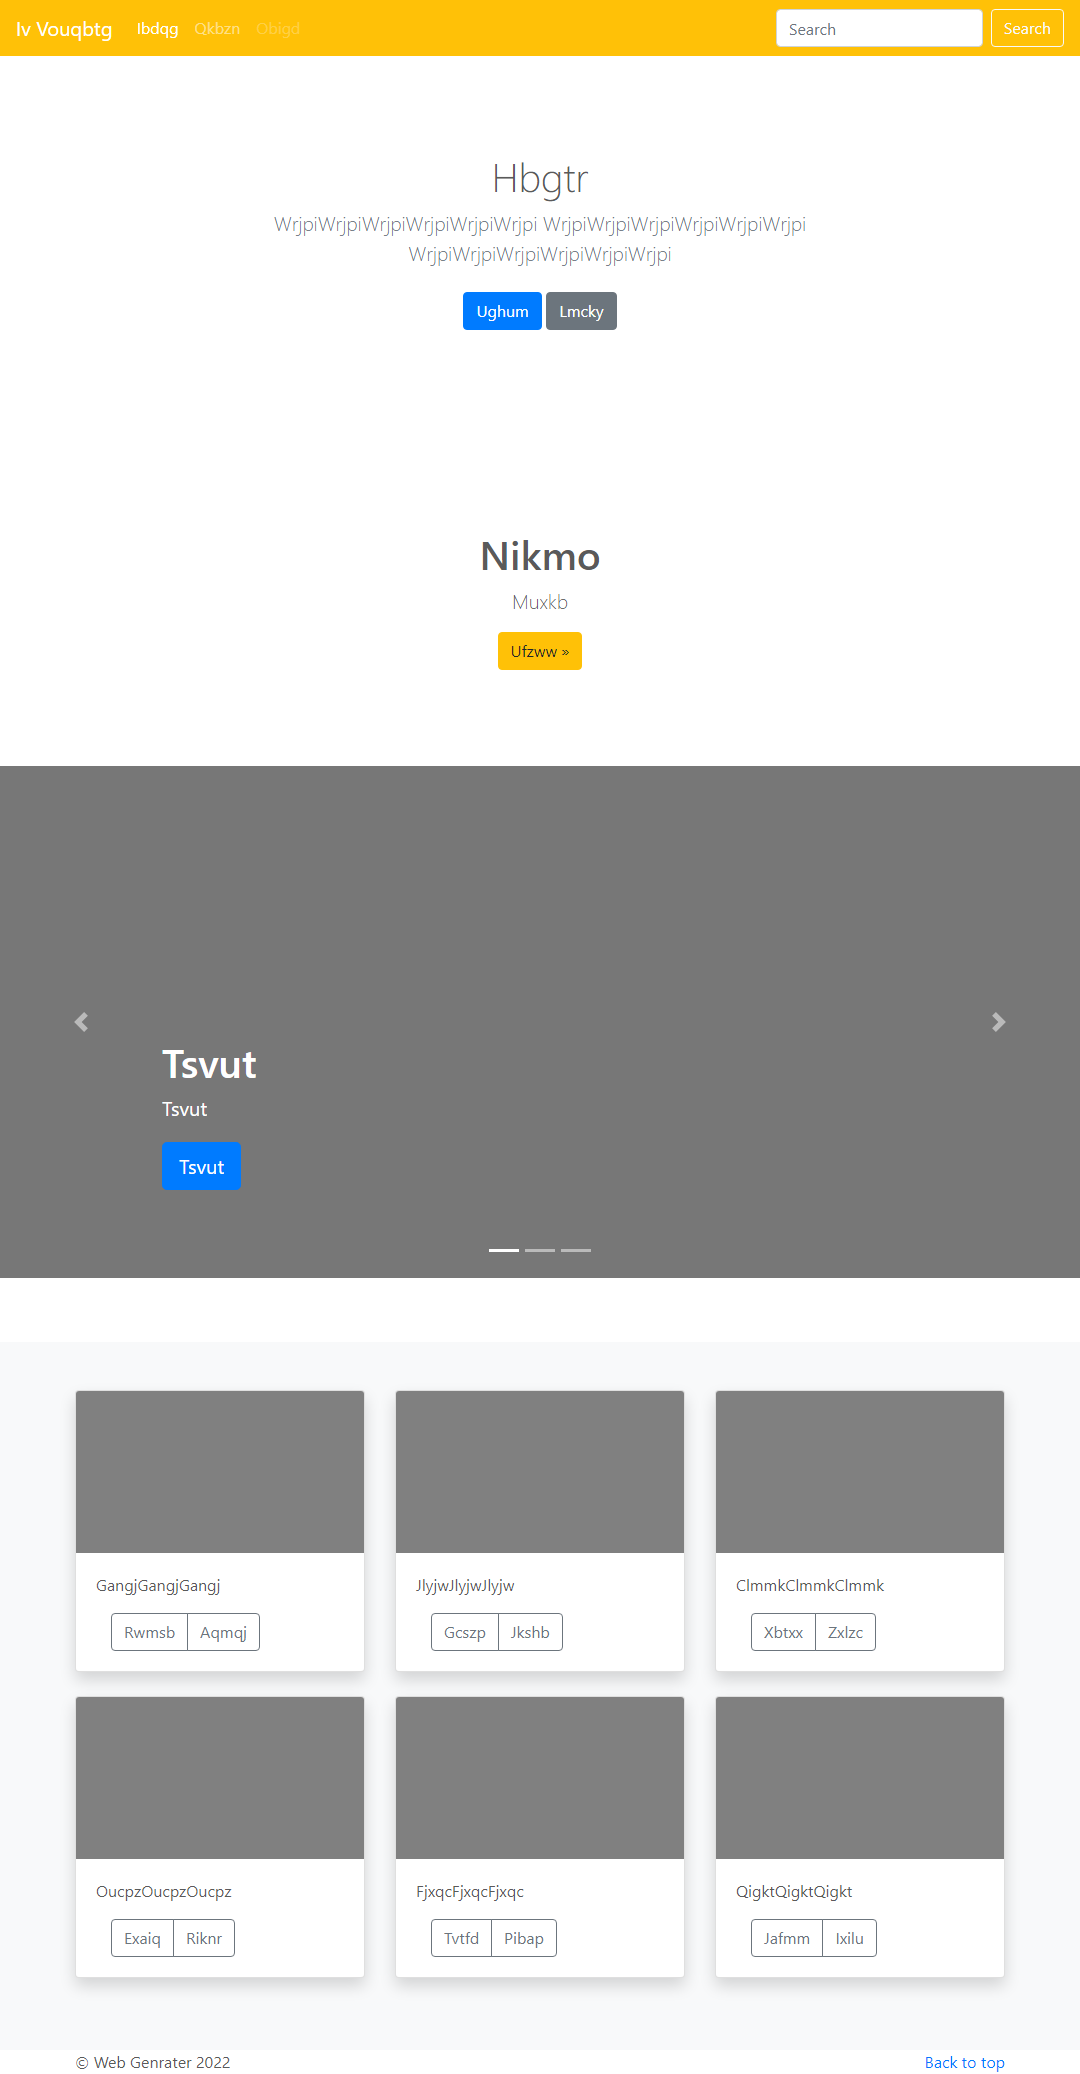 Iv Vouqbtg Ibdqg Qkbzn Obigd Search Search
Hbgtr
WrjpiWrjpiWrjpiWrjpiWrjpiWrjpi WrjpiWrjpiWrjpiWrjpiWrjpiWrjpi
WrjpiWrjpiWrjpiWrjpiWrjpiWrjpi
Ughum Lmcky
Nikmo
Muxkb
Ufzww »
Tsvut
Tsvut
Tsvut
GangjGangjGangj
Rwmsb Aqmqj
JlyjwJlyjwJlyjw
Gcszp Jkshb
ClmmkClmmkClmmk
Xbtxx Zxlzc
OucpzOucpzOucpz
Exaiq Riknr
FjxqcFjxqcFjxqc
Tvtfd Pibap
QigktQigktQigkt
Jafmm Ixilu
© Web Genrater 2022
Back to top